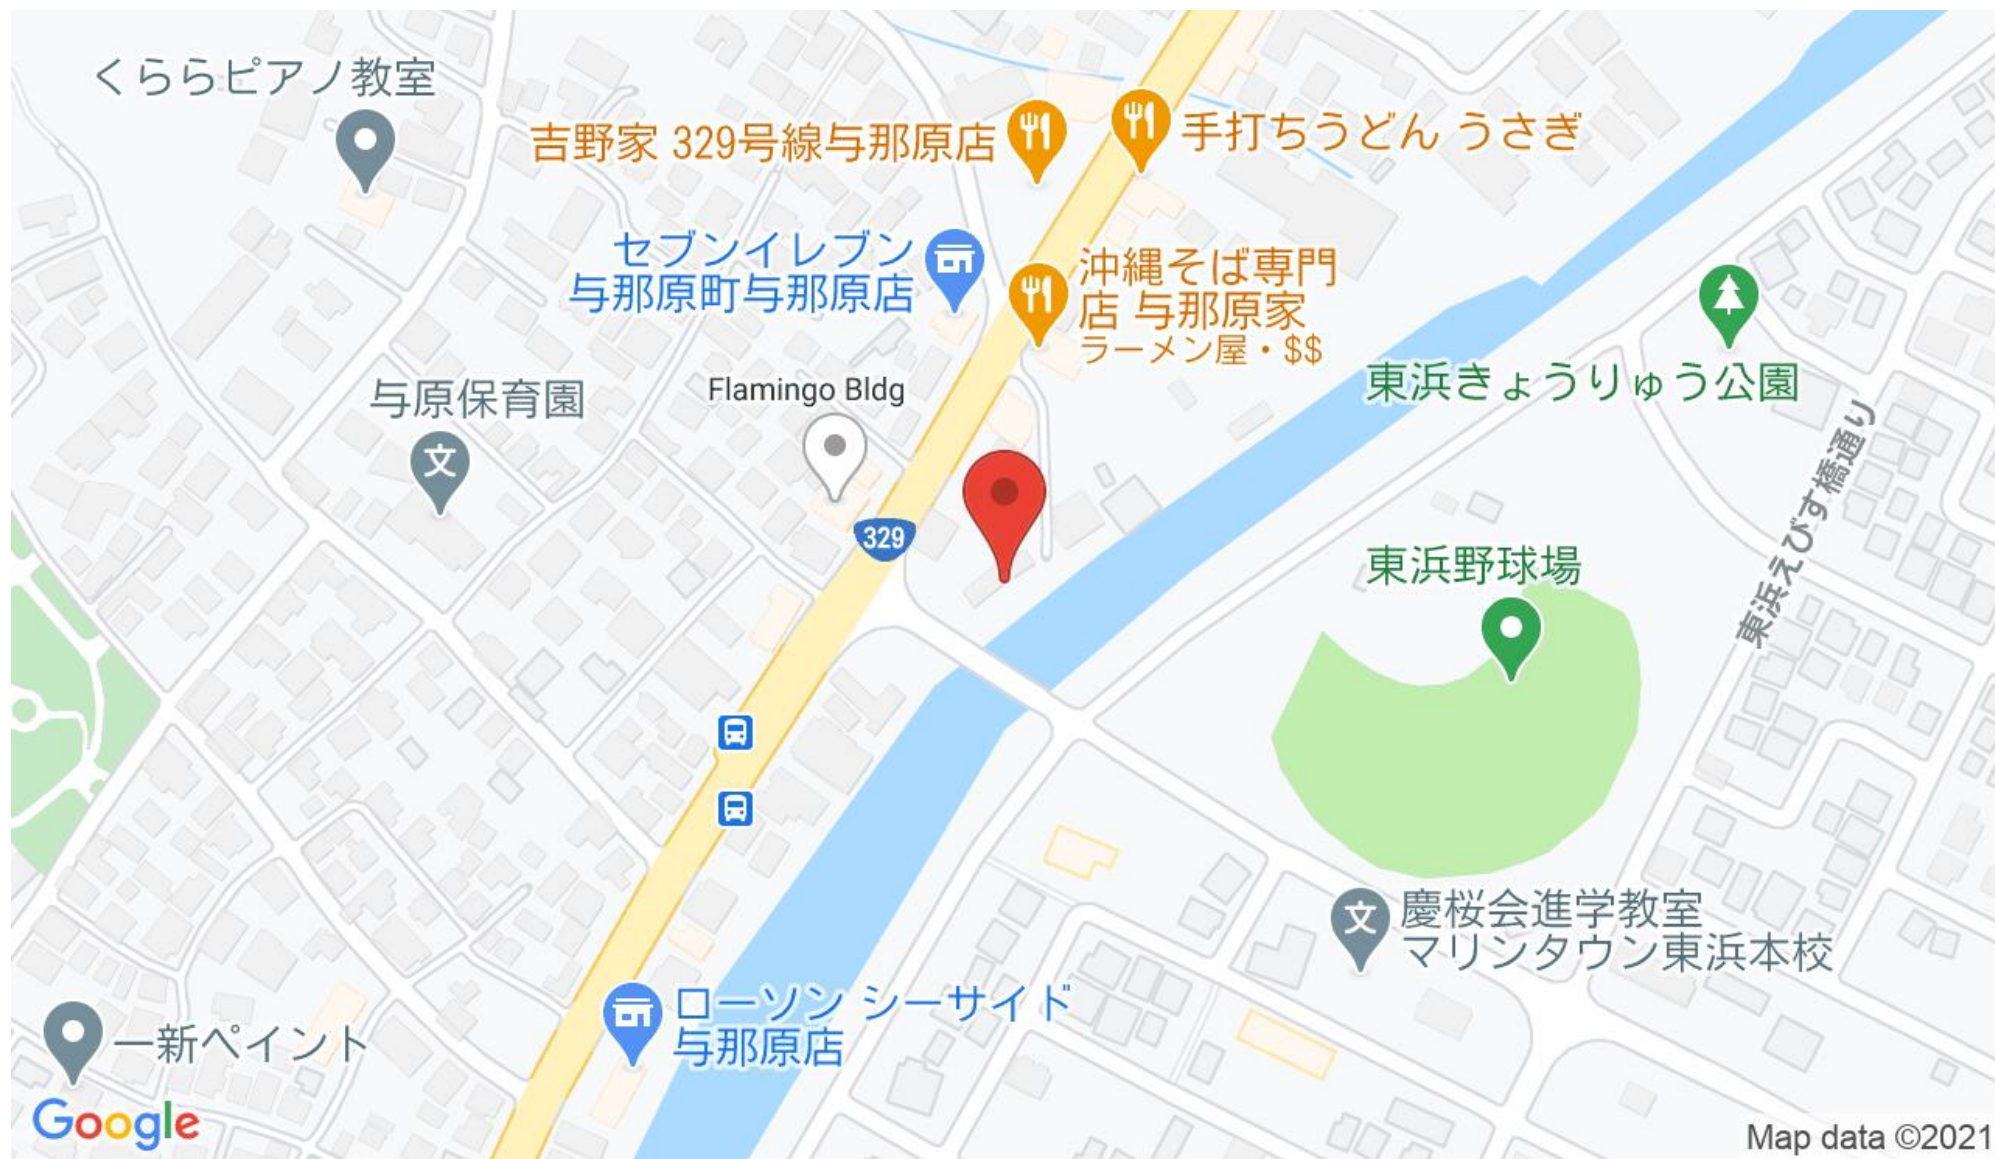 くららピアノ教室
吉野家 329号線与那原店
手打ちうどん うさぎ
セブンイレブン
与那原町与那原店
沖縄そば専門
店 与那原家
ラーメン屋・$$
東浜きょうりゅう公園
与原保育園
文
Flamingo Bldg
329
東浜えびす橋通り
東浜野球場
文
慶桜会進学教室
マリンタウン東浜本校
ローソン シーサイド
与那原店
一新ペイント
Google
Map data ©2021